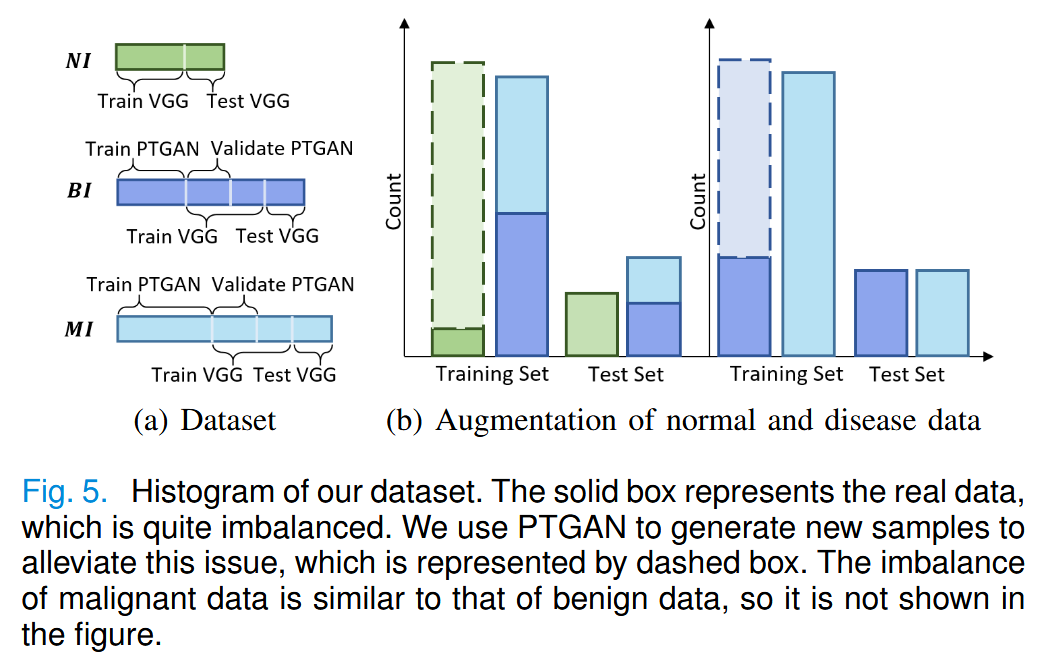 NI
Train VGG Test VGG
Train PTGAN Validate PTGAN
BI
Train VGG Test VGG
Train PTGAN Validate PTGAN
MI
Train VGG Test VGG
(a) Dataset
Count
Training Set Test Set
Count
Training Set Test Set
(b) Augmentation of normal and disease data
Fig. 5. Histogram of our dataset. The solid box represents the real data,
which is quite imbalanced. We use PTGAN to generate new samples to
alleviate this issue, which is represented by dashed box. The imbalance
of malignant data is similar to that of benign data, so it is not shown in
the figure.